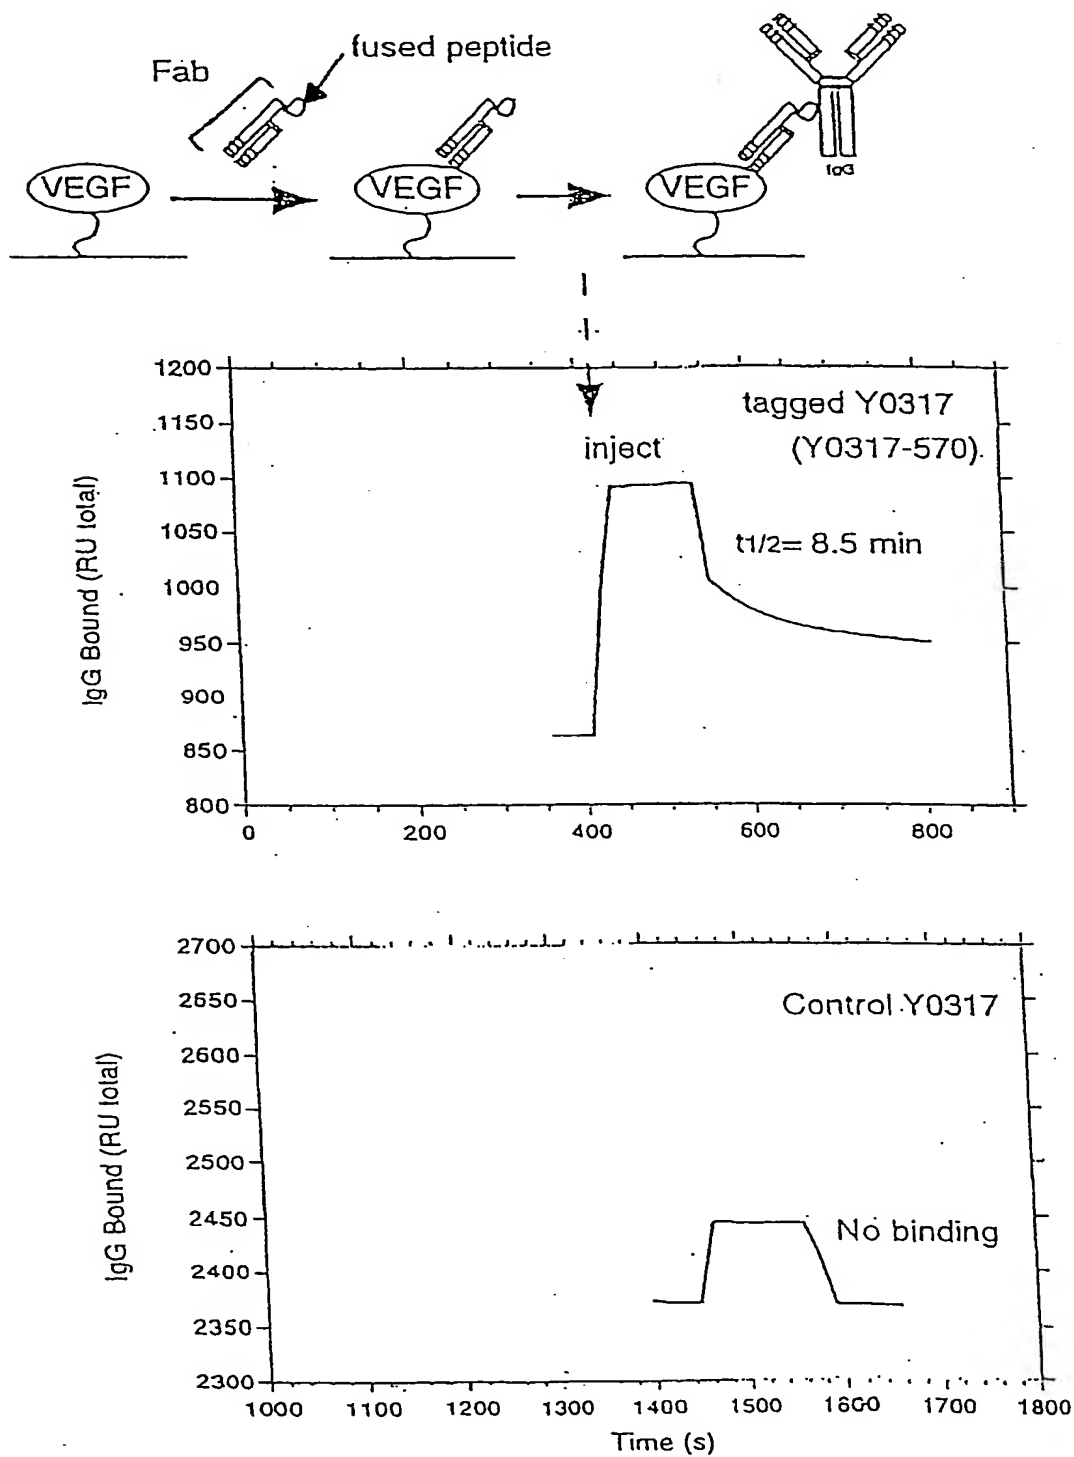 fused peptide
Fab
VEGF
VEGF
VEGF
IgG
IgG Bound (RU total)
1200
1150
1100
1050
1000
950
900
850
800
0
200
400
600
800
inject
tagged Y0317
(Y0317-570)
t1/2= 8.5 min
IgG Bound (RU total)
2700
2650
2600
2550
2500
2450
2400
2350
2300
1000
1100
1200
1300
1400
1500
1600
1700
1800
Control Y0317
No binding
Time (s)